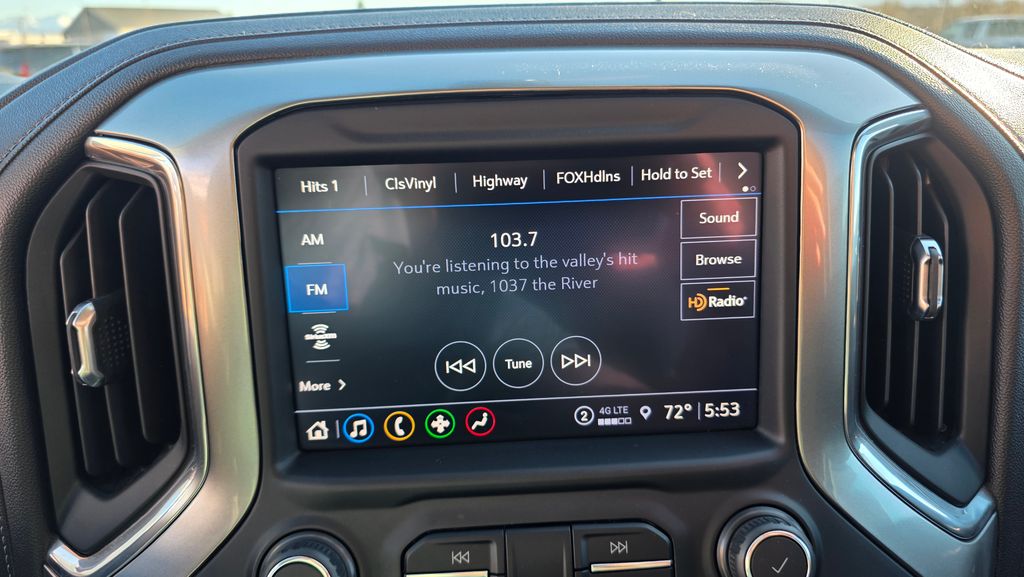 Hits 1 ClsVinyl Highway FOXHdlns Hold to Set
AM
FM
SiriusXM
More
103.7
You're listening to the valley's hit
music, 1037 the River
Sound
Browse
HD Radio
Tune
2 4G LTE 72° 5:53